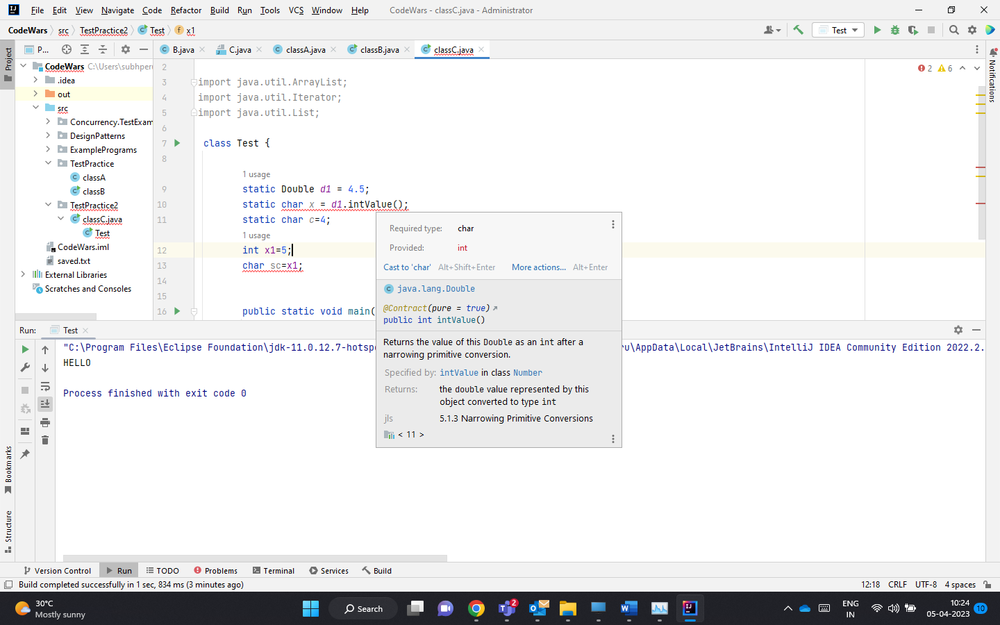 File Edit View Navigate Code Refactor Build Run Tools VCS Window Help CodeWars - classC.java - Administrator
CodeWars src TestPractice2 Test x1 Test
P... B.java C.java classA.java classB.java classC.java
Project
Notifications
CodeWars C:\Users\subhperu
.idea
out
src
Concurrency.TestExam
DesignPatterns
ExamplePrograms
TestPractice
classA
classB
TestPractice2
classC.java
Test
CodeWars.iml
saved.txt
External Libraries
Scratches and Consoles
2 6
2
3 import java.util.ArrayList;
4 import java.util.Iterator;
5 import java.util.List;
6
7 class Test {
8
1 usage
9 static Double d1 = 4.5;
10 static char x = d1.intValue();
11 static char c=4;
1 usage
12 int x1=5;
13 char sc=x1;
14
15
16 public static void main(
Required type: char
Provided: int
Cast to 'char' Alt+Shift+Enter More actions... Alt+Enter
java.lang.Double
@Contract(pure = true)
public int intValue()
Returns the value of this Double as an int after a
narrowing primitive conversion.
Specified by: intValue in class Number
Returns: the double value represented by this
object converted to type int
jls 5.1.3 Narrowing Primitive Conversions
< 11 >
Run: Test
"C:\Program Files\Eclipse Foundation\jdk-11.0.12.7-hotspo ru\AppData\Local\JetBrains\IntelliJ IDEA Community Edition 2022.2.
HELLO
Process finished with exit code 0
Bookmarks
Structure
Version Control Run TODO Problems Terminal Services Build
Build completed successfully in 1 sec, 834 ms (3 minutes ago) 12:18 CRLF UTF-8 4 spaces
30°C
Mostly sunny
Search
2
ENG
IN
10:24
05-04-2023
10